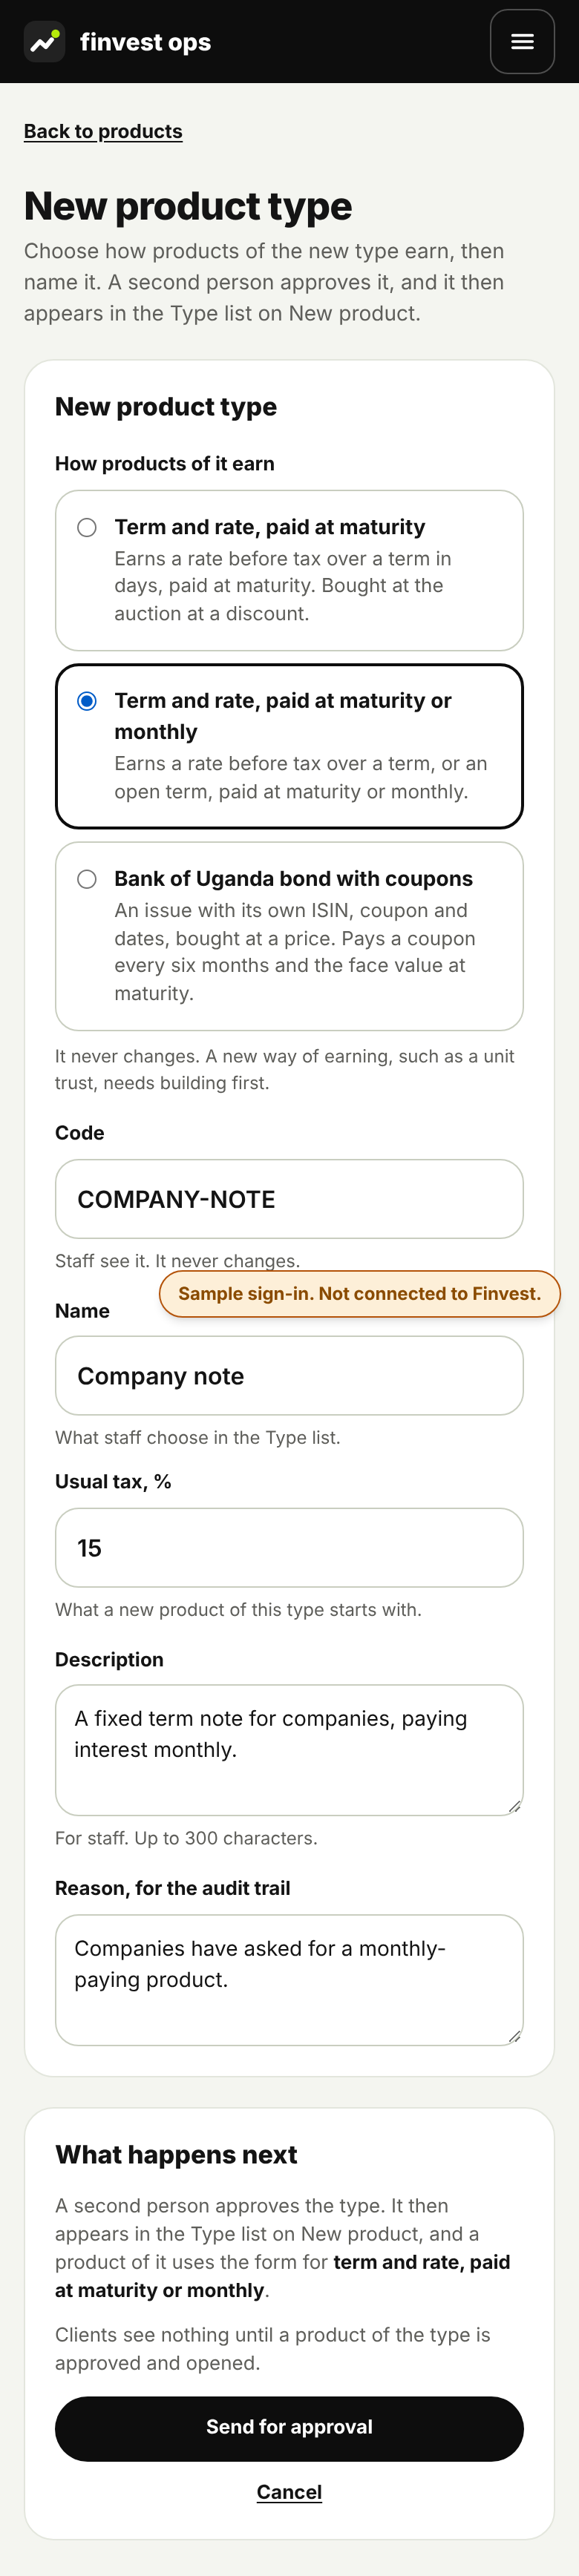 finvest ops
Back to products
New product type
Choose how products of the new type earn, then
name it. A second person approves it, and it then
appears in the Type list on New product.
New product type
How products of it earn
Term and rate, paid at maturity
Earns a rate before tax over a term in
days, paid at maturity. Bought at the
auction at a discount.
Term and rate, paid at maturity or
monthly
Earns a rate before tax over a term, or an
open term, paid at maturity or monthly.
Bank of Uganda bond with coupons
An issue with its own ISIN, coupon and
dates, bought at a price. Pays a coupon
every six months and the face value at
maturity.
It never changes. A new way of earning, such as a unit
trust, needs building first.
Code
COMPANY-NOTE
Staff see it. It never changes.
Sample sign-in. Not connected to Finvest.
Name
Company note
What staff choose in the Type list.
Usual tax, %
15
What a new product of this type starts with.
Description
A fixed term note for companies, paying
interest monthly.
For staff. Up to 300 characters.
Reason, for the audit trail
Companies have asked for a monthly-
paying product.
What happens next
A second person approves the type. It then
appears in the Type list on New product, and a
product of it uses the form for term and rate, paid
at maturity or monthly.
Clients see nothing until a product of the type is
approved and opened.
Send for approval
Cancel